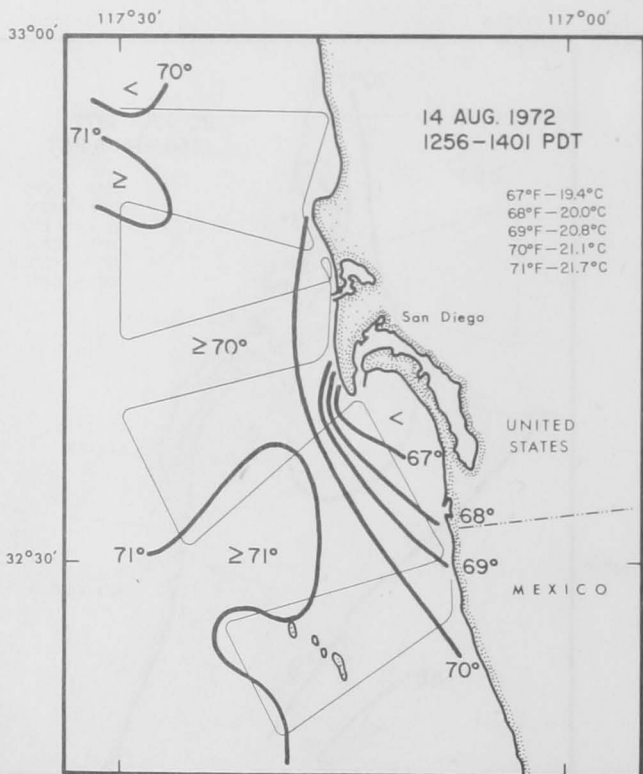 117°30'
117°00'
33°00'
70°
<
71°
≥
14 AUG. 1972
1256-1401 PDT
67°F-19.4°C
68°F-20.0°C
69°F-20.8°C
70°F-21.1°C
71°F-21.7°C
San Diego
≥70°
<
UNITED
STATES
67°
68°
32°30'
71°
≥71°
69°
MEXICO
70°